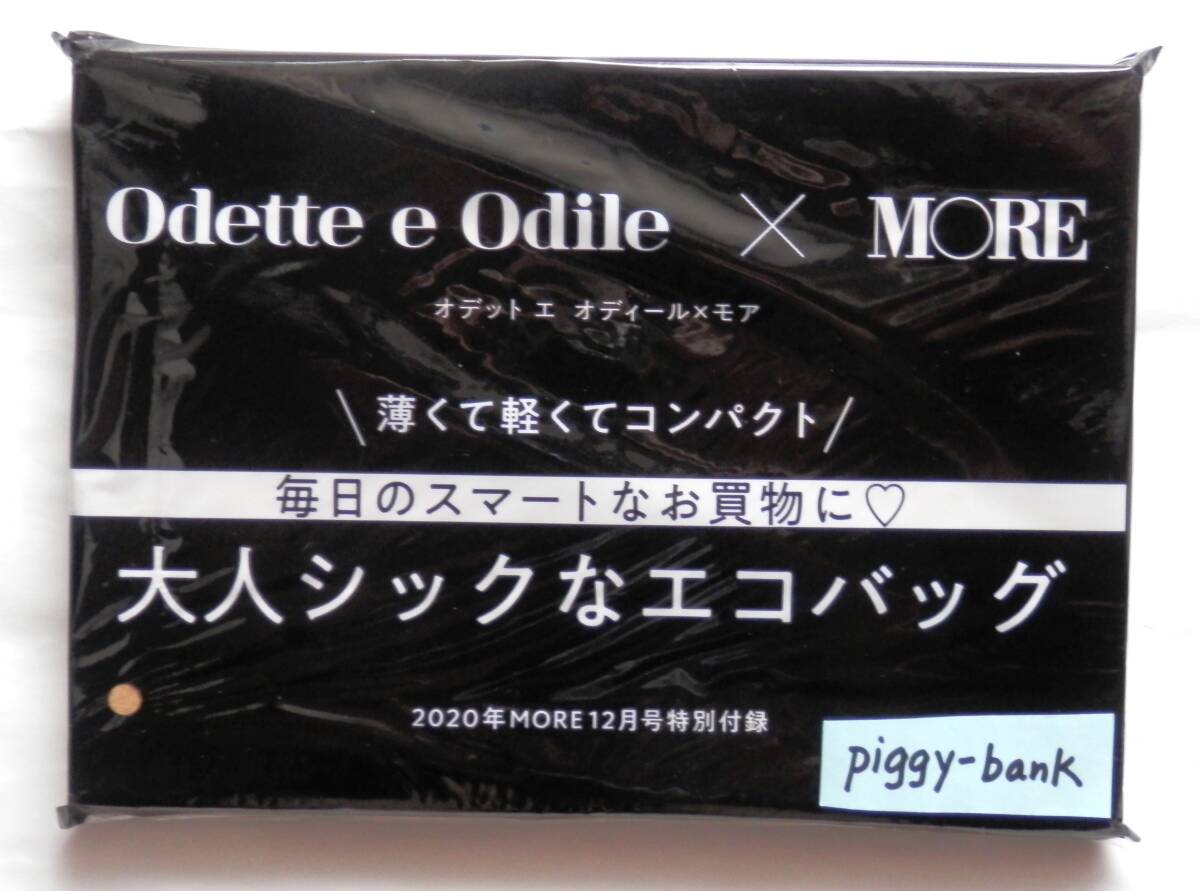 Odette e Odile × MORE
オデット エ オディール×モア
\ 薄くて軽くてコンパクト /
毎日のスマートなお買物に♡
大人シックなエコバッグ
2020年MORE12月号特別付録
piggy-bank